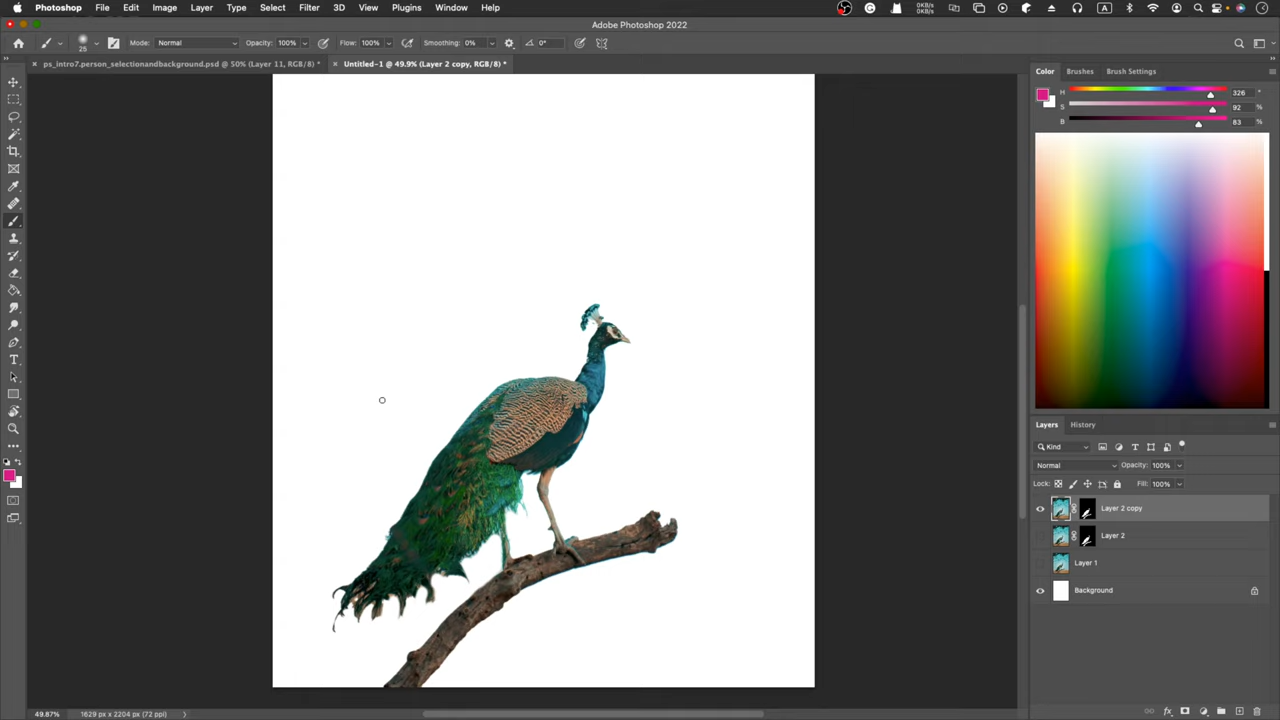 Photoshop File Edit Image Layer Type Select Filter 3D View Plugins Window Help
0KB/s
0KB/s
A
Adobe Photoshop 2022
25 Mode: Normal Opacity: 100% Flow: 100% Smoothing: 0% 0°
ps_intro7.person_selectionandbackground.psd @ 50% (Layer 11, RGB/8) *
Untitled-1 @ 49.9% (Layer 2 copy, RGB/8) *
Color Brushes Brush Settings
H 326 °
S 92 %
B 83 %
Layers History
Kind
Normal Opacity: 100%
Lock: Fill: 100%
Layer 2 copy
Layer 2
Layer 1
Background
49.87% 1629 px x 2204 px (72 ppi)